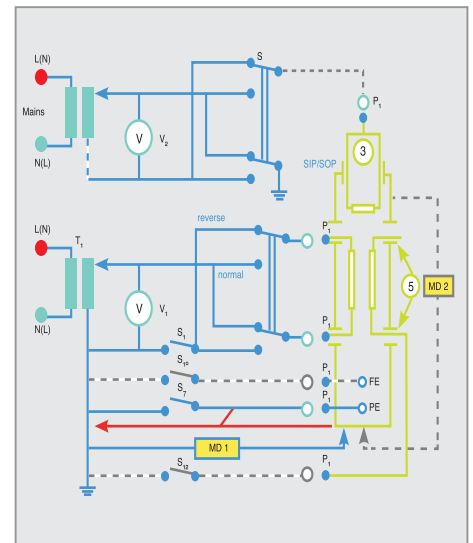 L(N)
S
Mains
V
V2
P1
N(L)
3
SIP/SOP
reverse
L(N)
T1
P1
normal
5
MD 2
V
V1
N(L)
S1
P1
S10
P1
FE
S7
P1
PE
MD 1
S12
P1